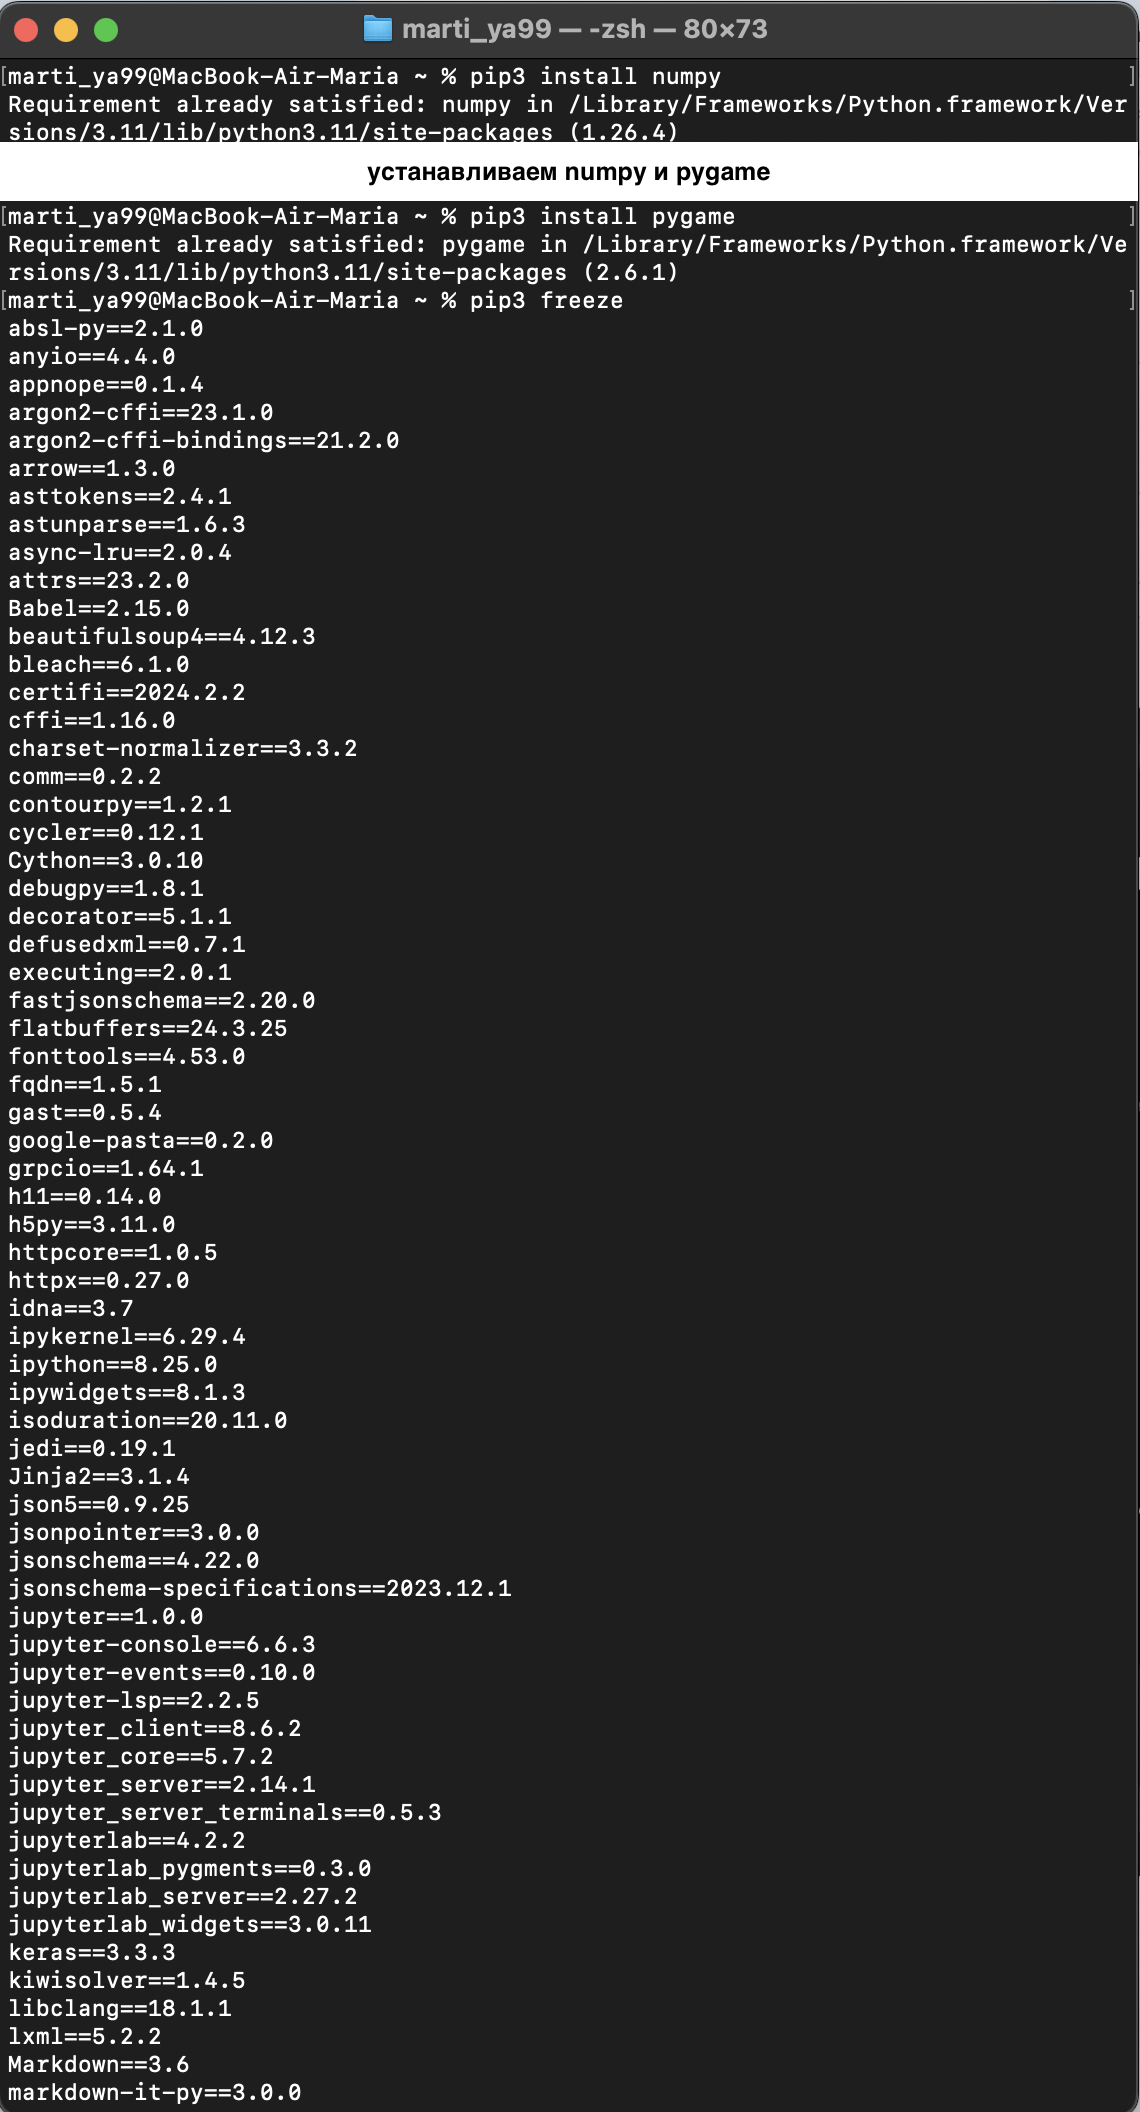 marti_ya99 — -zsh — 80×73
[marti_ya99@MacBook-Air-Maria ~ % pip3 install numpy ]
Requirement already satisfied: numpy in /Library/Frameworks/Python.framework/Ver
sions/3.11/lib/python3.11/site-packages (1.26.4)
устанавливаем numpy и pygame
[marti_ya99@MacBook-Air-Maria ~ % pip3 install pygame ]
Requirement already satisfied: pygame in /Library/Frameworks/Python.framework/Ve
rsions/3.11/lib/python3.11/site-packages (2.6.1)
[marti_ya99@MacBook-Air-Maria ~ % pip3 freeze ]
absl-py==2.1.0
anyio==4.4.0
appnope==0.1.4
argon2-cffi==23.1.0
argon2-cffi-bindings==21.2.0
arrow==1.3.0
asttokens==2.4.1
astunparse==1.6.3
async-lru==2.0.4
attrs==23.2.0
Babel==2.15.0
beautifulsoup4==4.12.3
bleach==6.1.0
certifi==2024.2.2
cffi==1.16.0
charset-normalizer==3.3.2
comm==0.2.2
contourpy==1.2.1
cycler==0.12.1
Cython==3.0.10
debugpy==1.8.1
decorator==5.1.1
defusedxml==0.7.1
executing==2.0.1
fastjsonschema==2.20.0
flatbuffers==24.3.25
fonttools==4.53.0
fqdn==1.5.1
gast==0.5.4
google-pasta==0.2.0
grpcio==1.64.1
h11==0.14.0
h5py==3.11.0
httpcore==1.0.5
httpx==0.27.0
idna==3.7
ipykernel==6.29.4
ipython==8.25.0
ipywidgets==8.1.3
isoduration==20.11.0
jedi==0.19.1
Jinja2==3.1.4
json5==0.9.25
jsonpointer==3.0.0
jsonschema==4.22.0
jsonschema-specifications==2023.12.1
jupyter==1.0.0
jupyter-console==6.6.3
jupyter-events==0.10.0
jupyter-lsp==2.2.5
jupyter_client==8.6.2
jupyter_core==5.7.2
jupyter_server==2.14.1
jupyter_server_terminals==0.5.3
jupyterlab==4.2.2
jupyterlab_pygments==0.3.0
jupyterlab_server==2.27.2
jupyterlab_widgets==3.0.11
keras==3.3.3
kiwisolver==1.4.5
libclang==18.1.1
lxml==5.2.2
Markdown==3.6
markdown-it-py==3.0.0